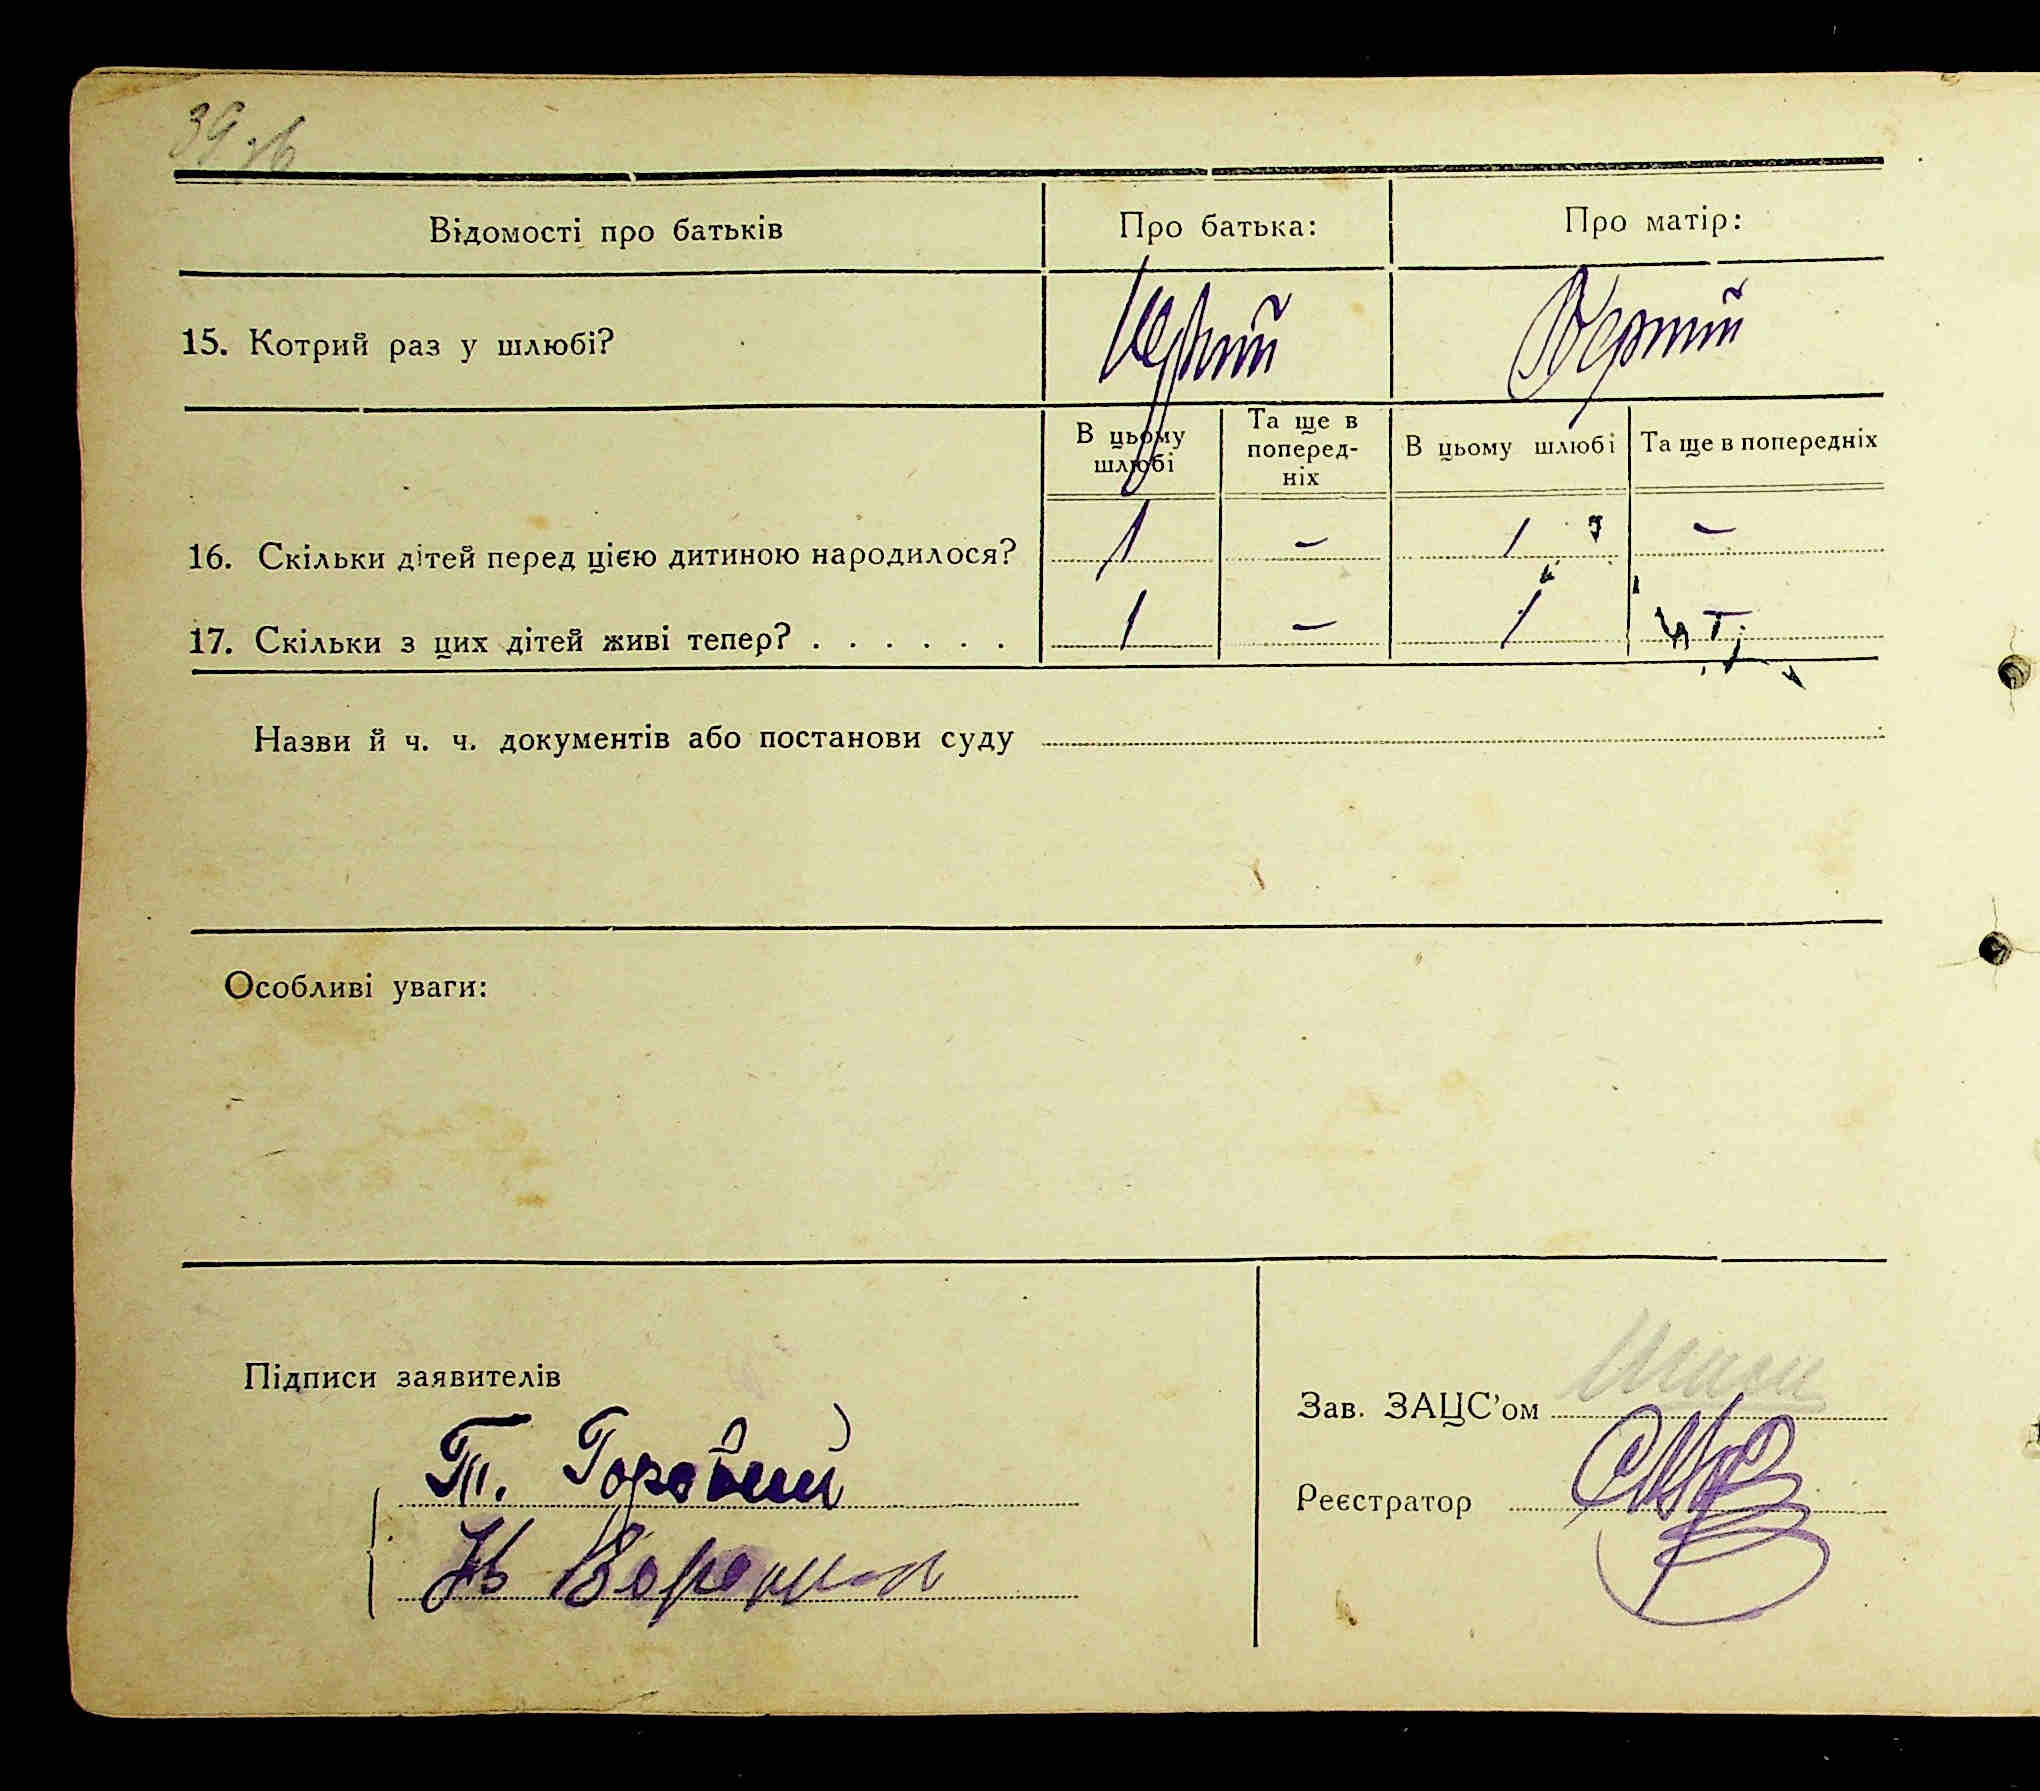 39 зв
Відомості про батьків
Про батька:
Про матір:
15. Котрий раз у шлюбі?
Перший
Перший
В цьому шлюбі
Та ще в поперед-
ніх
В цьому шлюбі
Та ще в попередніх
16. Скільки дітей перед цією дитиною народилося?
1 - 1 -
17. Скільки з цих дітей живі тепер? . . . . . .
1 - 1
Назви й ч. ч. документів або постанови суду
Особливі уваги:
Підписи заявителів
Т.
Зав. ЗАЦС'ом
Реєстратор